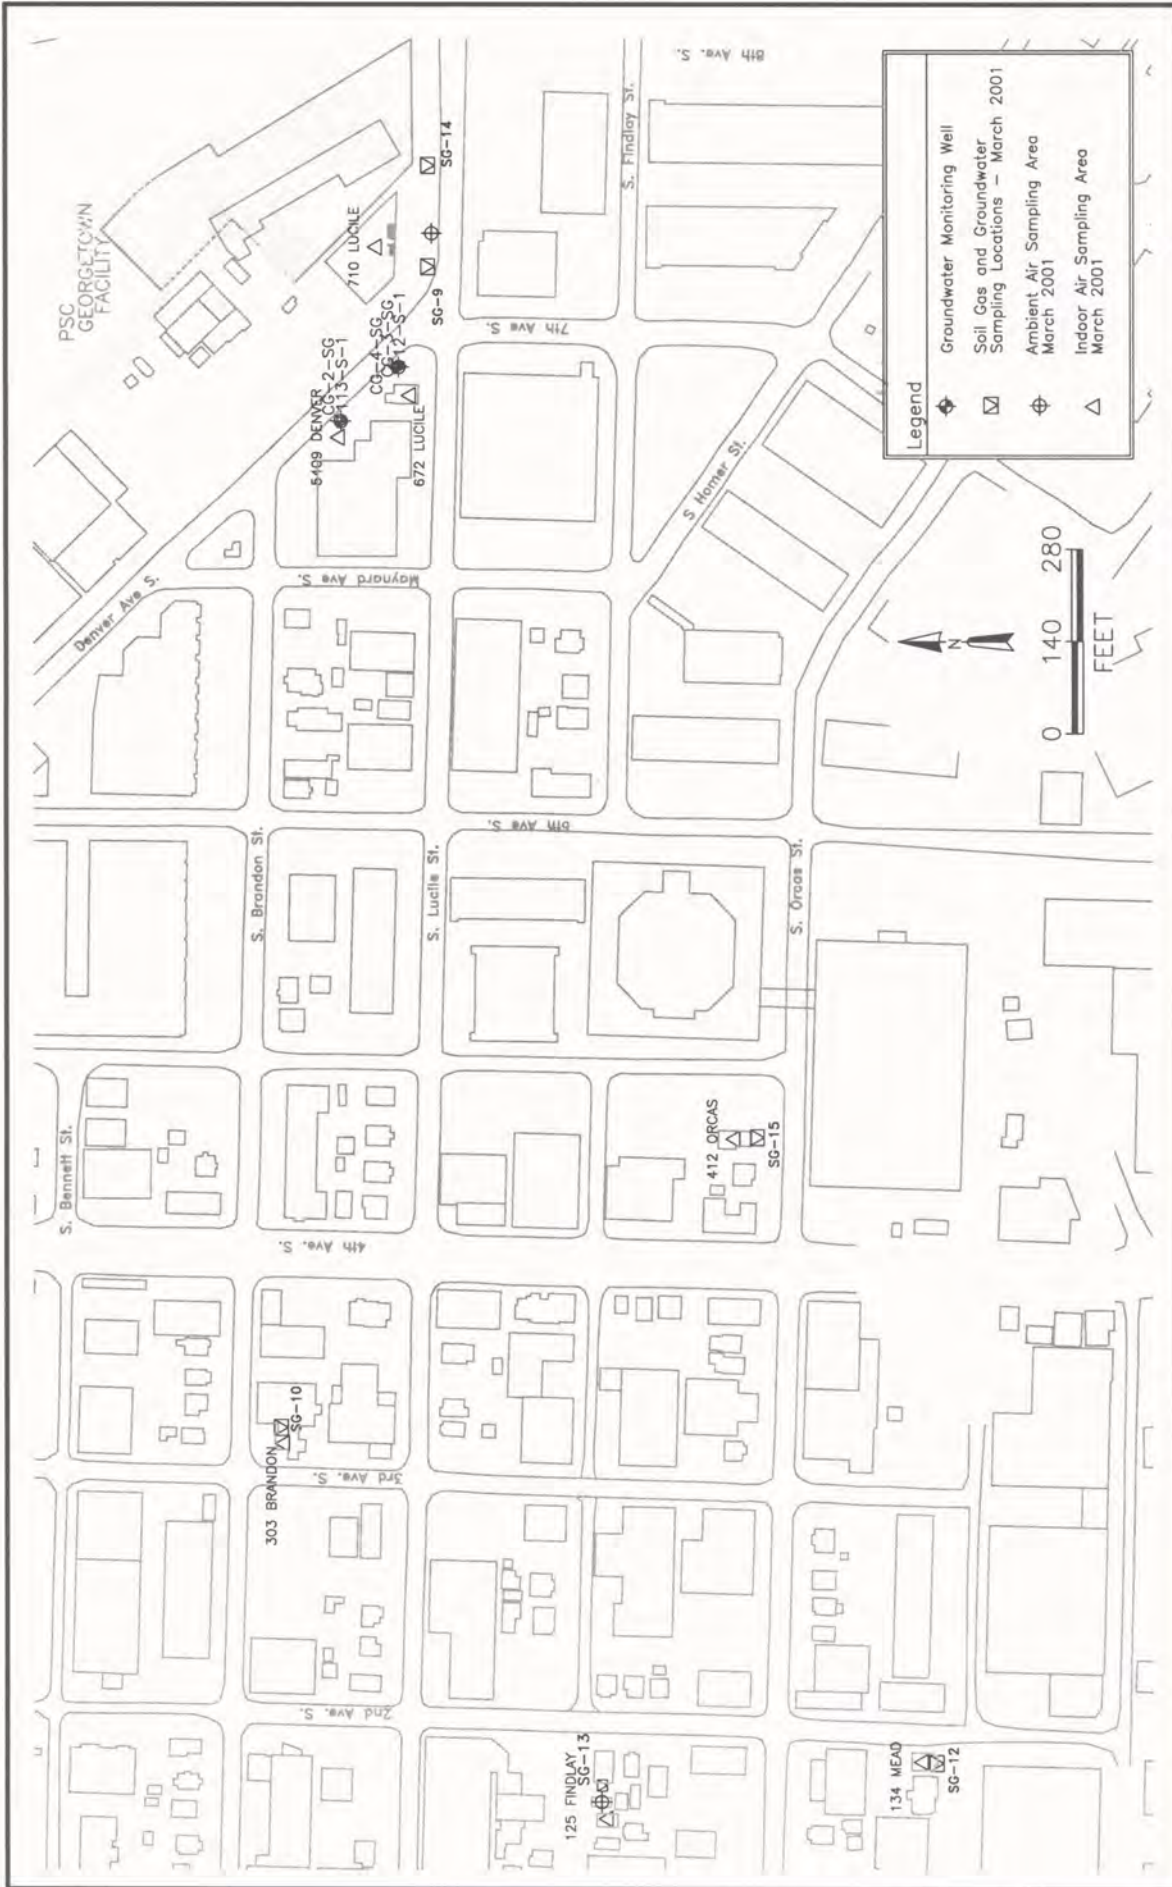 PSC
GEORGETOWN
FACILITY
S. Bennett St.
Denver Ave S.
S. Brandon St.
S. Lucile St.
S. Findlay St.
S Homer St.
S. Orcas St.
2nd Ave. S.
3rd Ave. S.
4th Ave. S.
6th Ave S.
Maynard Ave S.
7th Ave S.
8th Ave. S.
5109 DENVER
CG-2-SG
113-S-1
CG-4-SG
12-S-1
672 LUCILE
710 LUCILE
SG-9
SG-14
303 BRANDON
SG-10
412 ORCAS
SG-15
125 FINDLAY
SG-13
134 MEAD
SG-12
0 140 280
FEET
N
Legend
Groundwater Monitoring Well
Soil Gas and Groundwater
Sampling Locations – March 2001
Ambient Air Sampling Area
March 2001
Indoor Air Sampling Area
March 2001